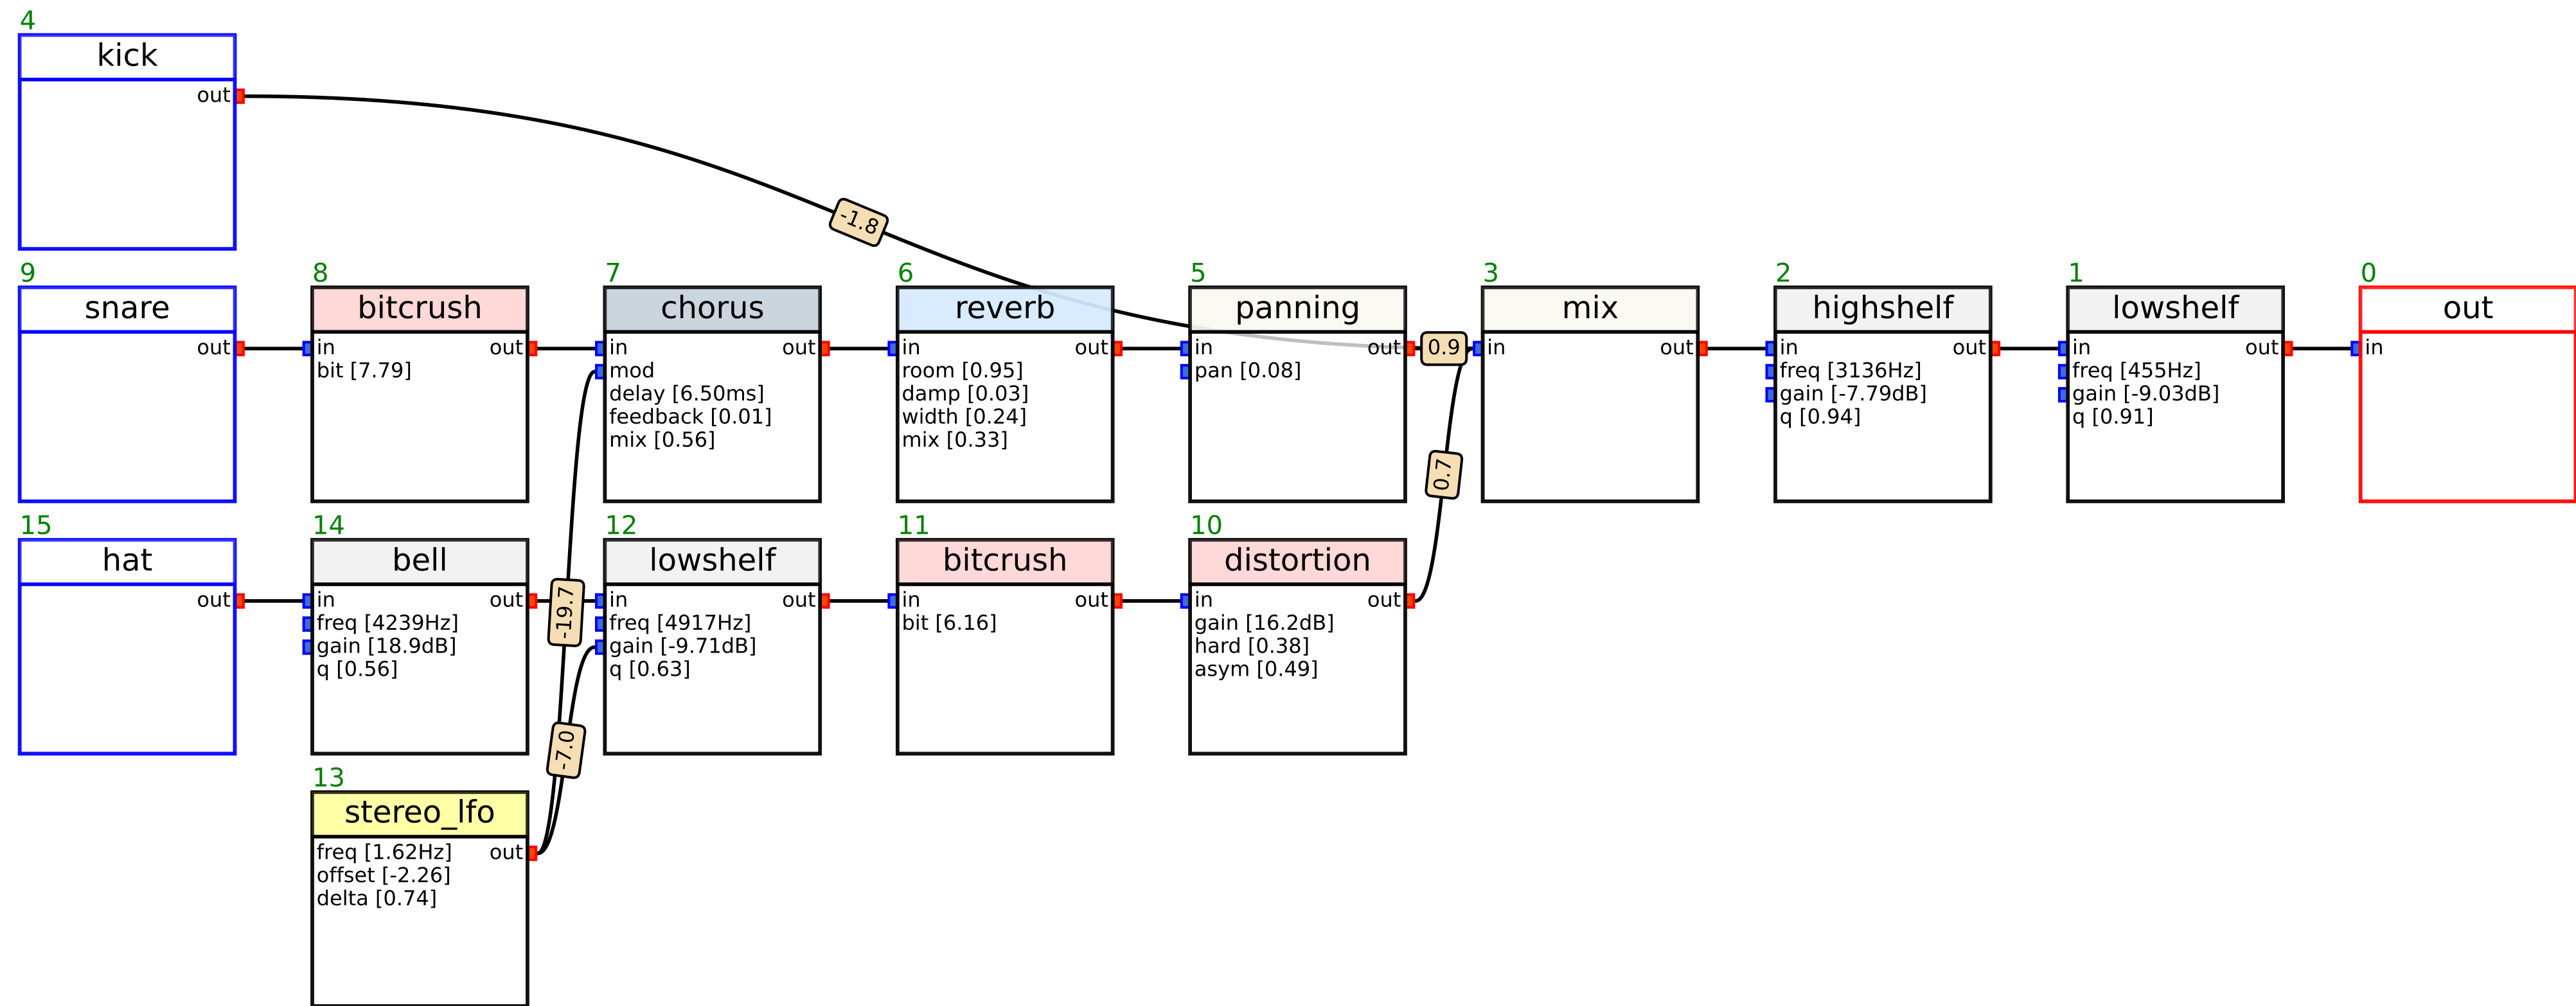 4
kick
out
-1.8
9
snare
out
8
bitcrush
in out
bit [7.79]
7
chorus
in out
mod
delay [6.50ms]
feedback [0.01]
mix [0.56]
6
reverb
in out
room [0.95]
damp [0.03]
width [0.24]
mix [0.33]
5
panning
in out
pan [0.08]
0.9
0.7
3
mix
in out
2
highshelf
in out
freq [3136Hz]
gain [-7.79dB]
q [0.94]
1
lowshelf
in out
freq [455Hz]
gain [-9.03dB]
q [0.91]
0
out
in
15
hat
out
14
bell
in out
freq [4239Hz]
gain [18.9dB]
q [0.56]
-19.7
-7.0
12
lowshelf
in out
freq [4917Hz]
gain [-9.71dB]
q [0.63]
11
bitcrush
in out
bit [6.16]
10
distortion
in out
gain [16.2dB]
hard [0.38]
asym [0.49]
13
stereo_lfo
freq [1.62Hz] out
offset [-2.26]
delta [0.74]